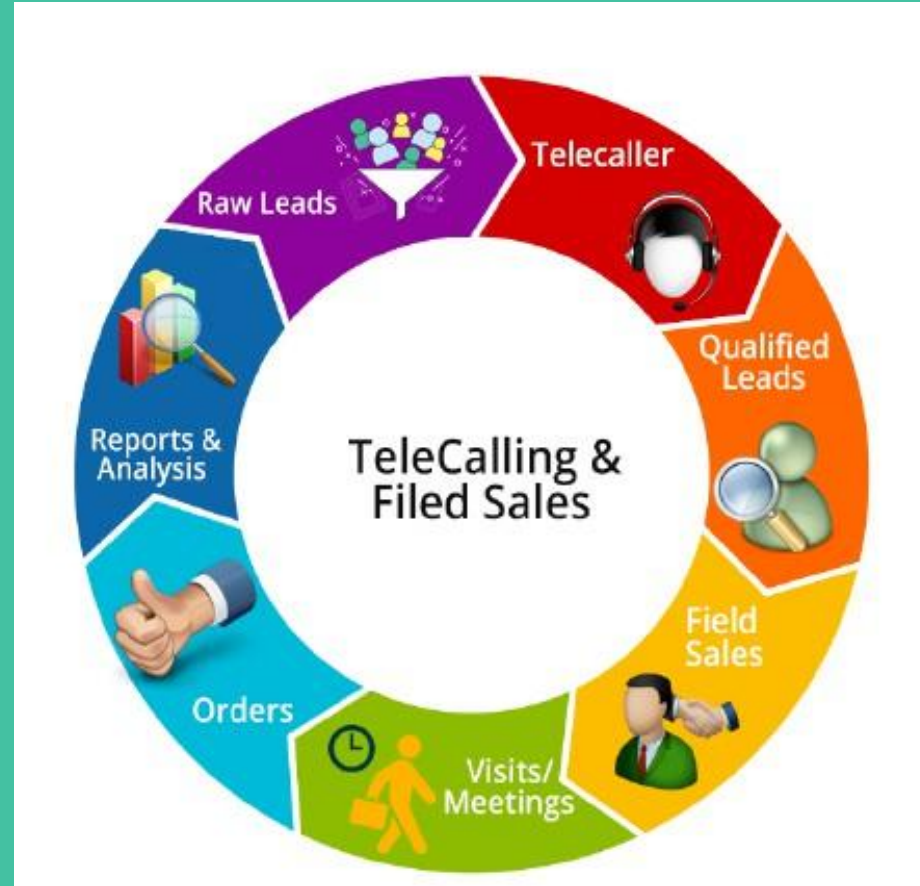 Raw Leads
Telecaller
Qualified
Leads
Field
Sales
Visits/
Meetings
Orders
Reports &
Analysis
TeleCalling &
Filed Sales